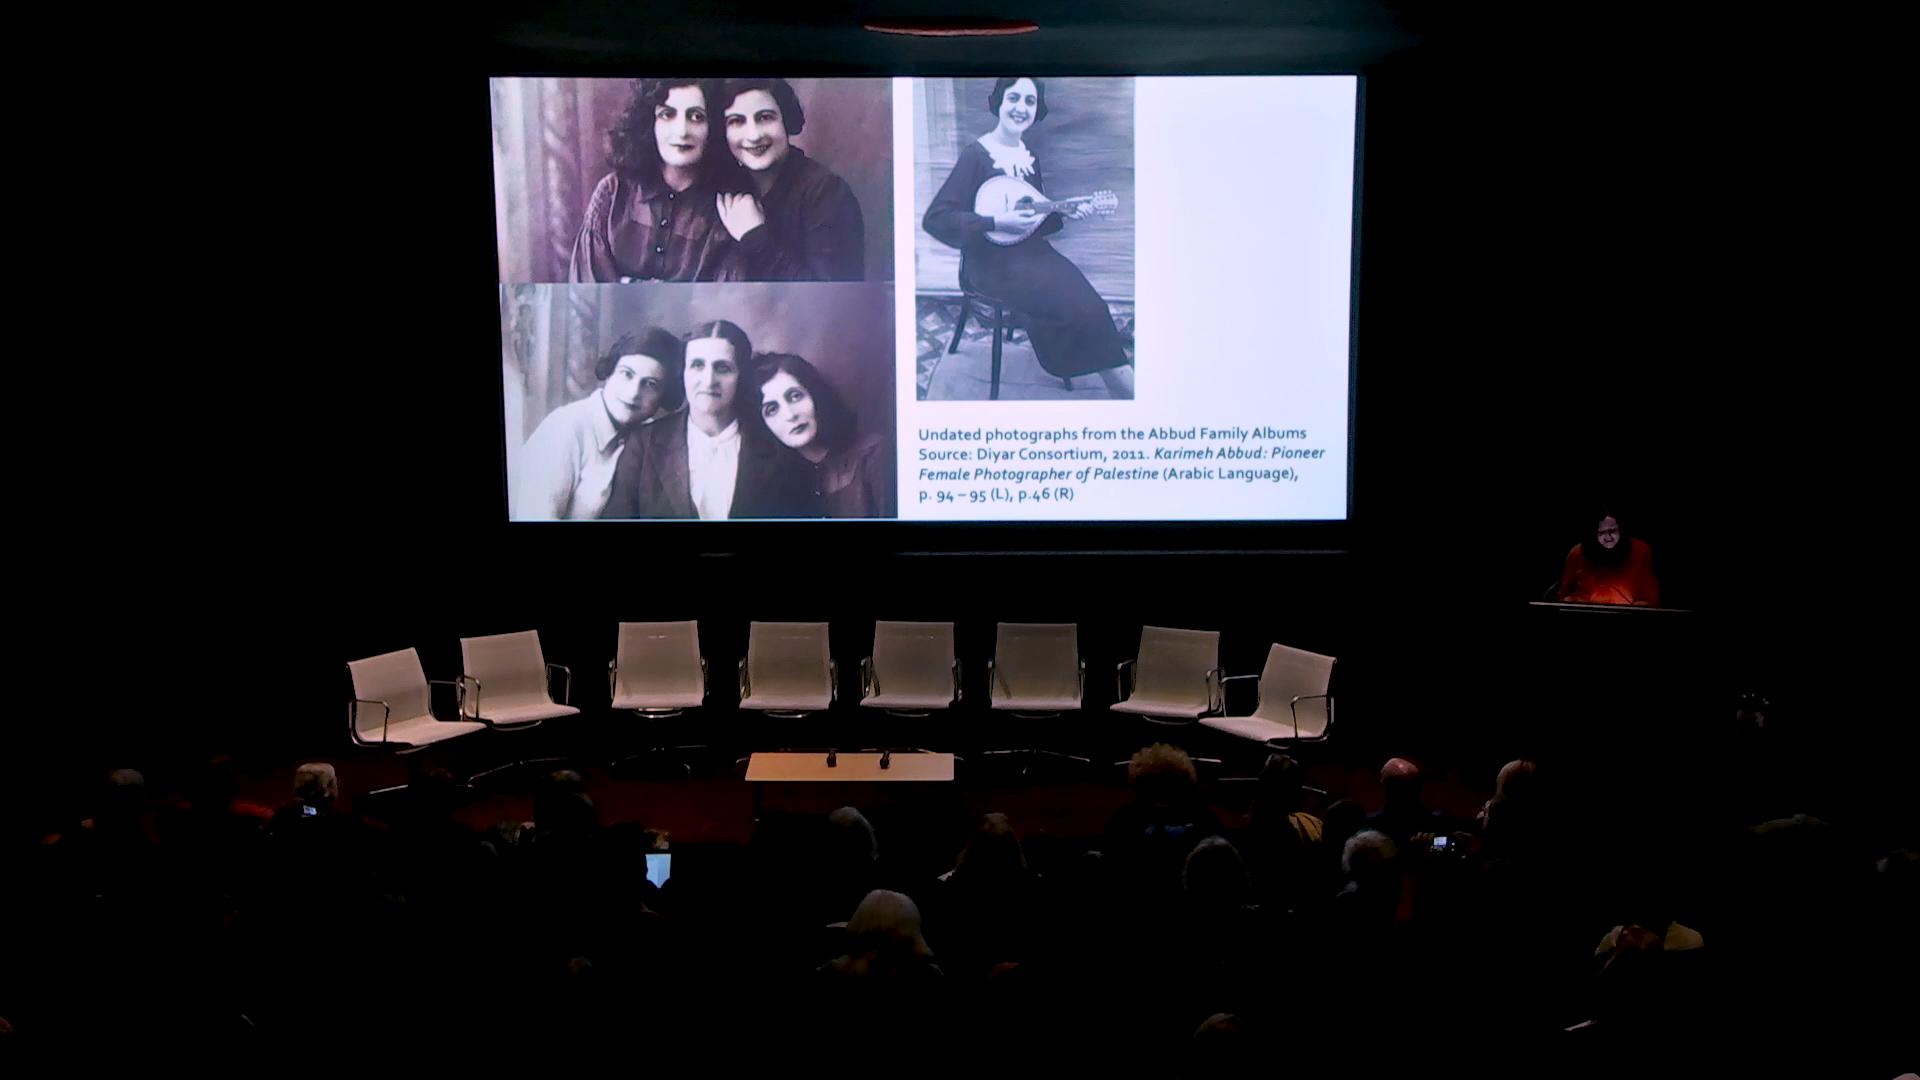 Undated photographs from the Abbud Family Albums
Source: Diyar Consortium, 2011. Karimeh Abbud: Pioneer
Female Photographer of Palestine (Arabic Language),
p. 94 – 95 (L), p.46 (R)